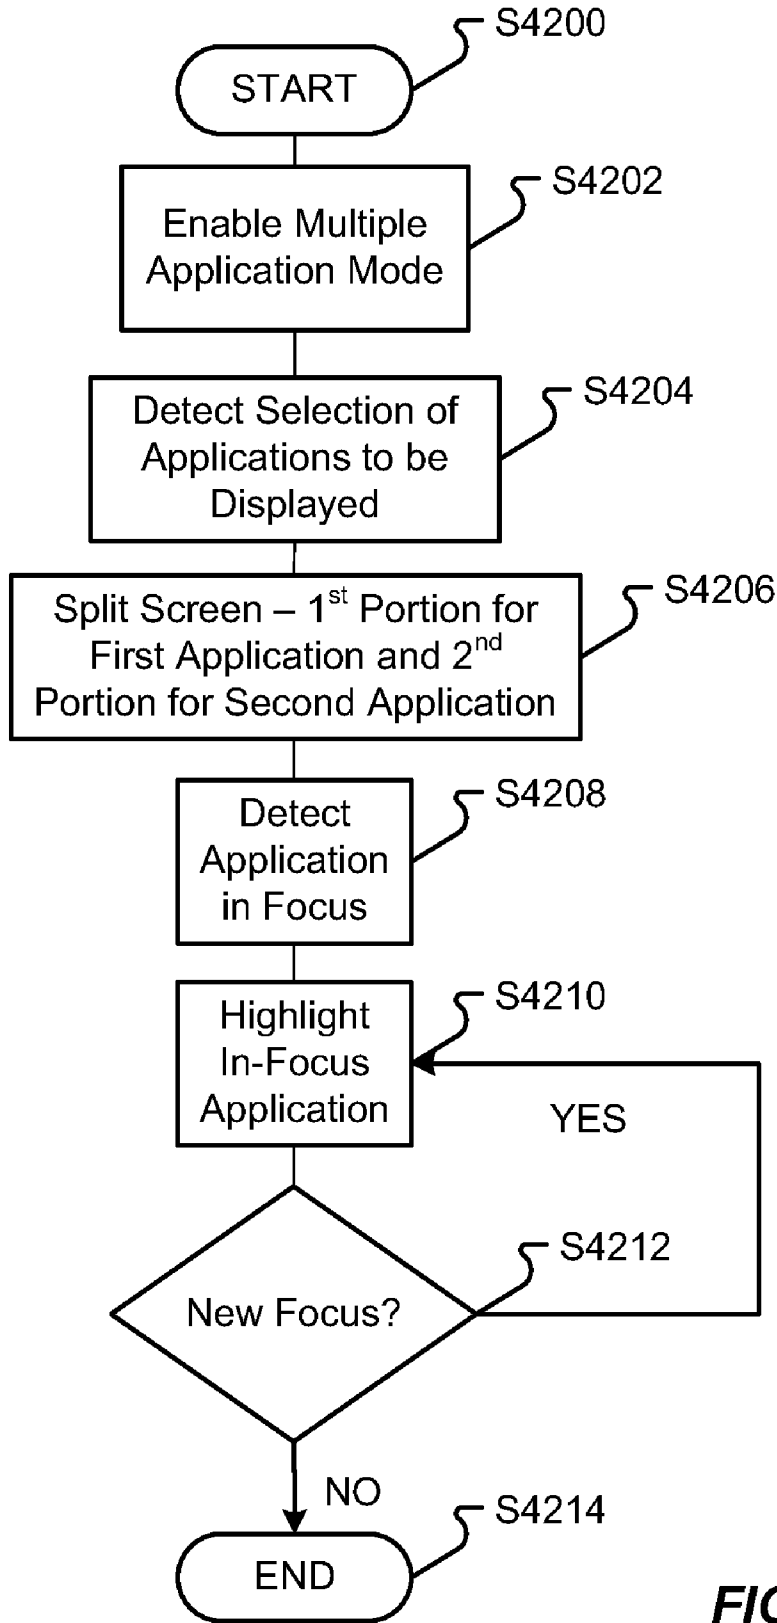 S4200
START
S4202
Enable Multiple
Application Mode
S4204
Detect Selection of
Applications to be
Displayed
S4206
Split Screen – 1st Portion for
First Application and 2nd
Portion for Second Application
S4208
Detect
Application
in Focus
S4210
Highlight
In-Focus
Application
YES
S4212
New Focus?
NO
S4214
END